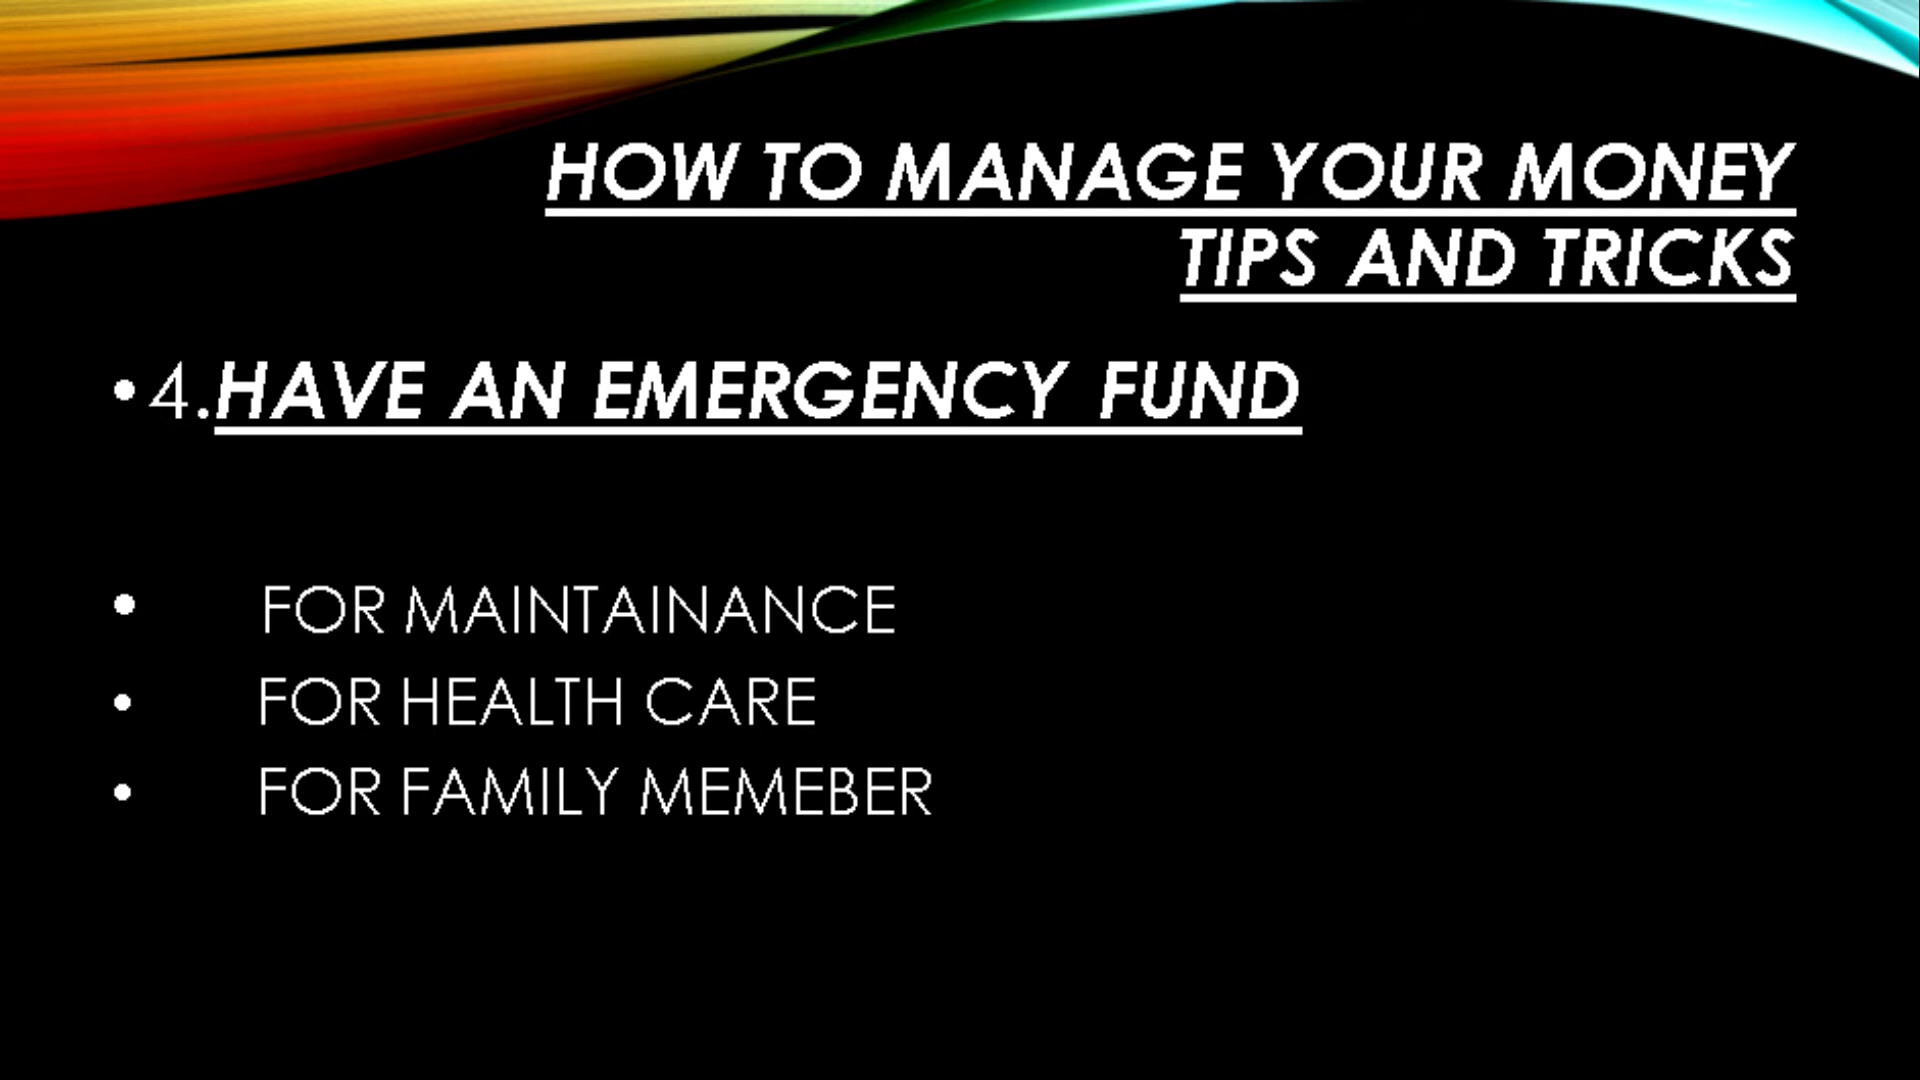 HOW TO MANAGE YOUR MONEY
TIPS AND TRICKS
• 4.HAVE AN EMERGENCY FUND
• FOR MAINTAINANCE
• FOR HEALTH CARE
• FOR FAMILY MEMEBER